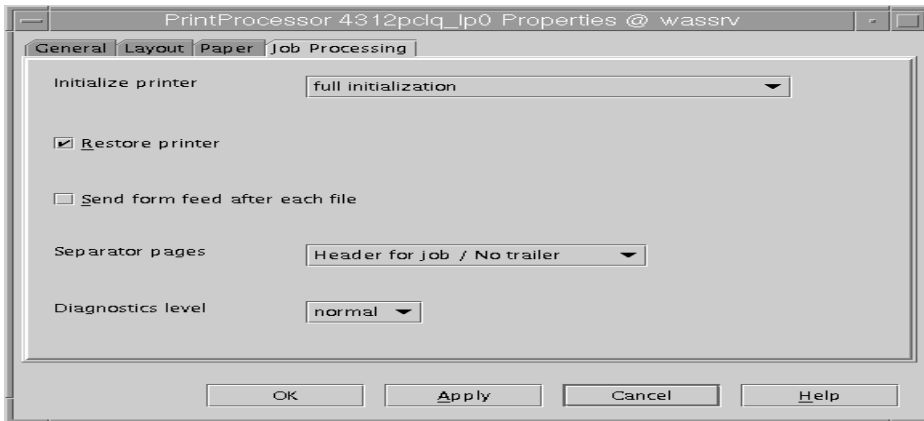 PrintProcessor 4312pclq_lp0 Properties @ wassrv
General Layout Paper Job Processing
Initialize printer full initialization
Restore printer
Send form feed after each file
Separator pages Header for job / No trailer
Diagnostics level normal
OK Apply Cancel Help